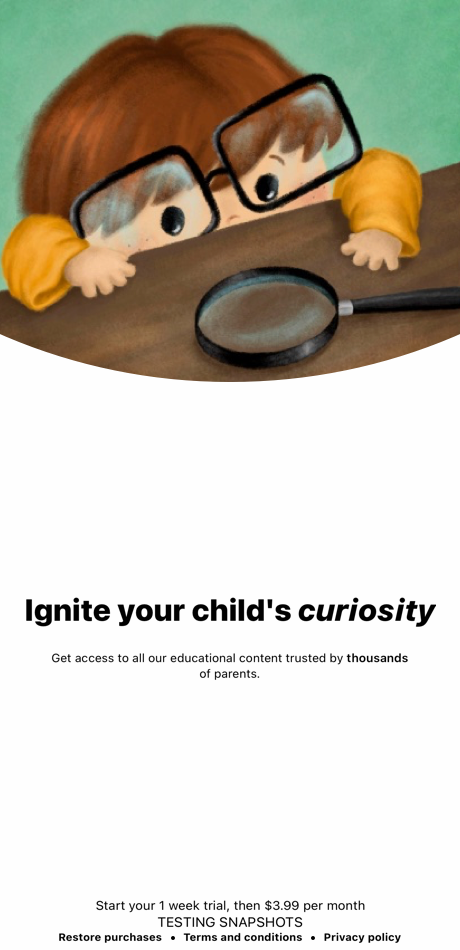 Ignite your child's curiosity
Get access to all our educational content trusted by thousands
of parents.
Start your 1 week trial, then $3.99 per month
TESTING SNAPSHOTS
Restore purchases • Terms and conditions • Privacy policy